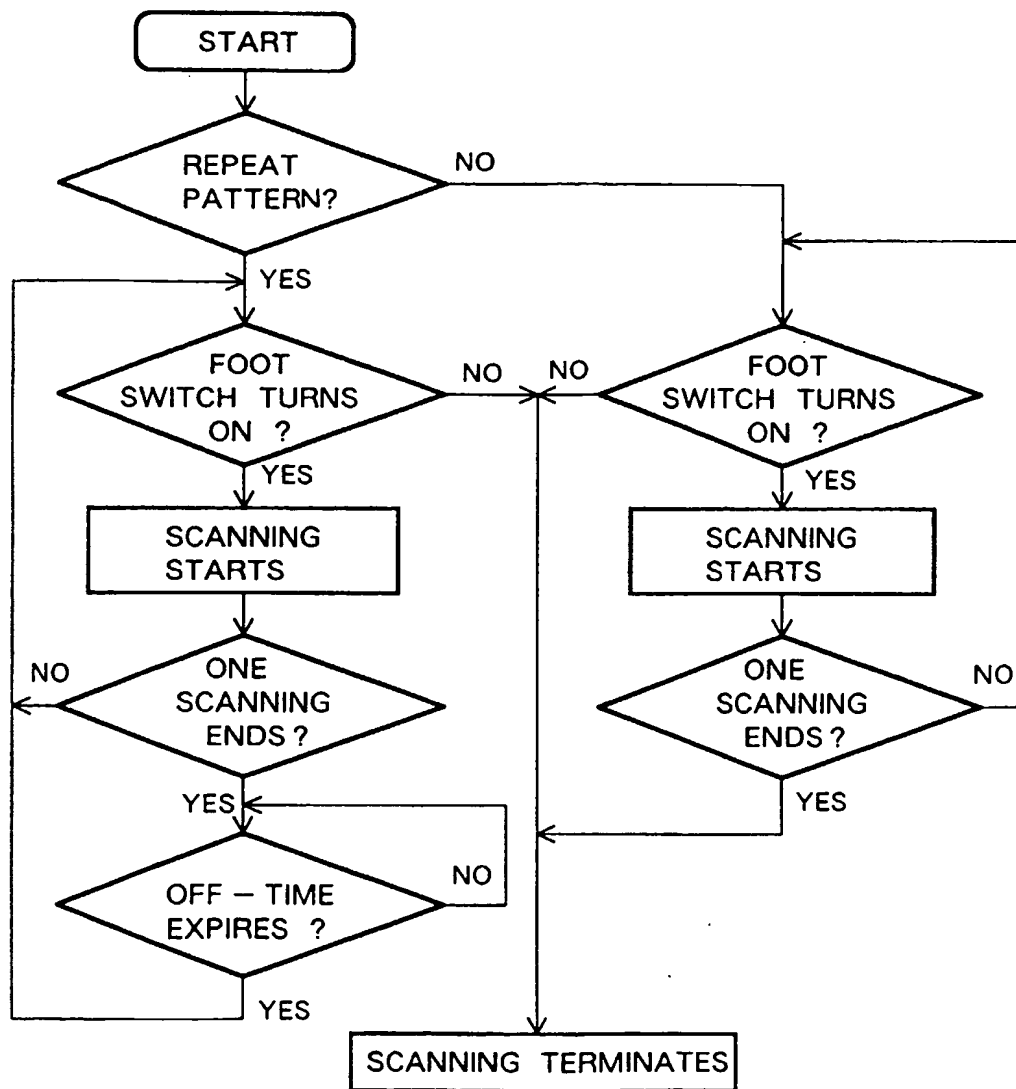 START
REPEAT
PATTERN?
NO
YES
FOOT
SWITCH TURNS
ON ?
NO
NO
FOOT
SWITCH TURNS
ON ?
YES
YES
SCANNING
STARTS
SCANNING
STARTS
NO
ONE
SCANNING
ENDS?
ONE
SCANNING
ENDS?
NO
YES
YES
OFF – TIME
EXPIRES ?
NO
YES
SCANNING TERMINATES